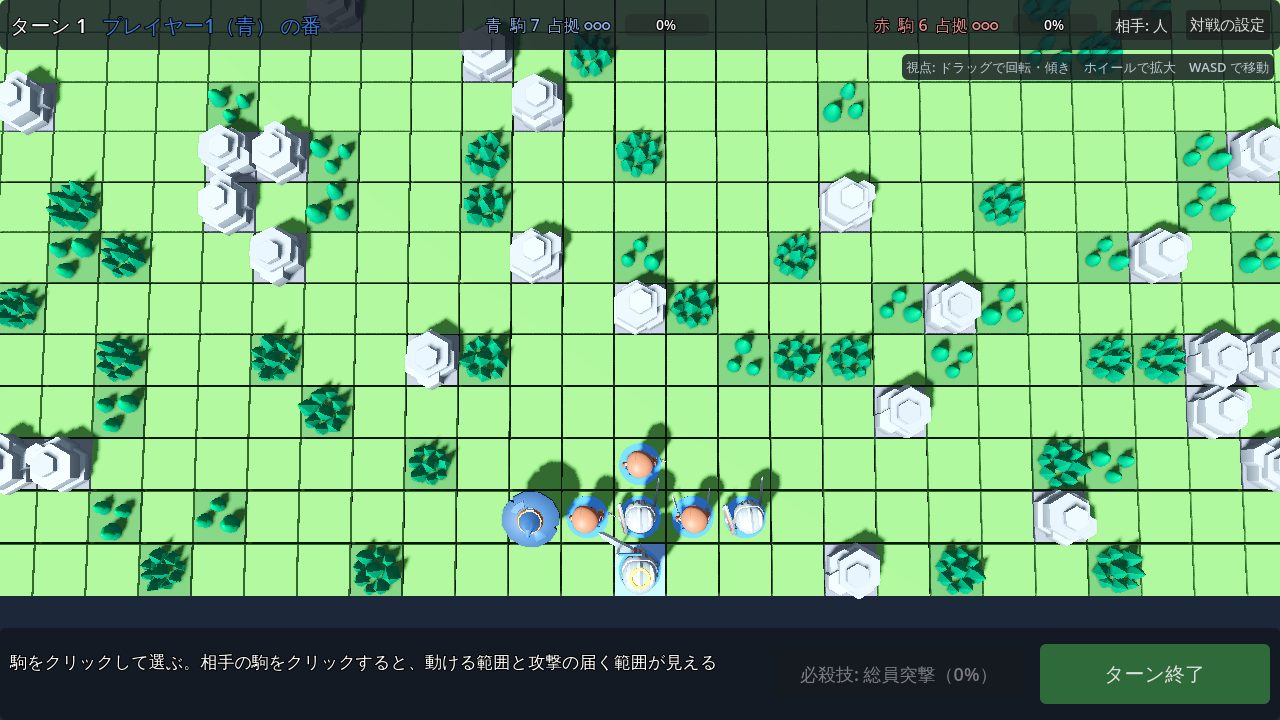 ターン 1 プレイヤー1（青）の番 青 駒 7 占拠 ○○○ 0% 赤 駒 6 占拠 ○○○ 0% 相手: 人 対戦の設定
視点: ドラッグで回転・傾き ホイールで拡大 WASD で移動
駒をクリックして選ぶ。相手の駒をクリックすると、動ける範囲と攻撃の届く範囲が見える
必殺技: 総員突撃（0%）
ターン終了